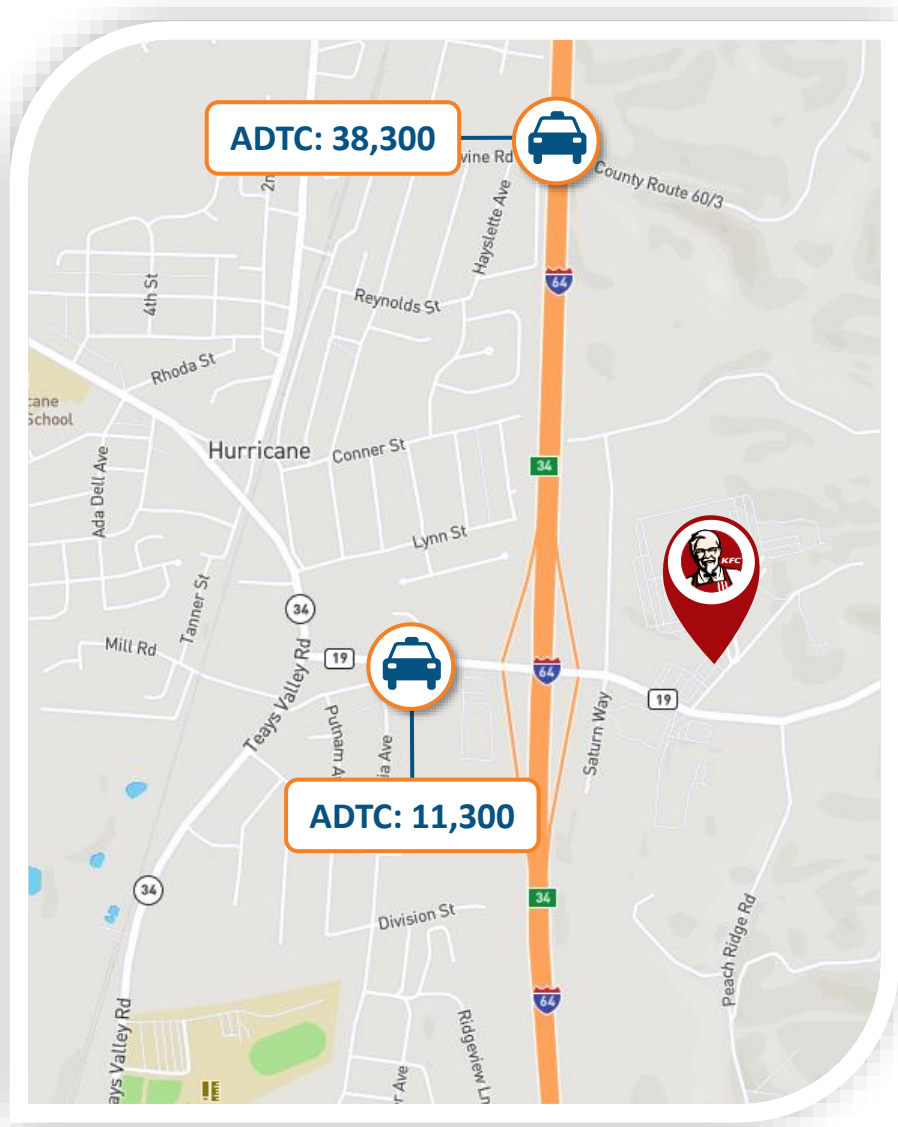 ADTC: 38,300
vine Rd
County Route 60/3
2n
Hayslette Ave
64
4th St
Reynolds St
Rhoda St
cane
School
Hurricane
Conner St
34
Ada Dell Ave
Lynn St
KFC
Tanner St
34
Mill Rd
19
64
19
Teays Valley Rd
Putnam A
ia Ave
Saturn Way
ADTC: 11,300
34
34
Division St
Peach Ridge Rd
64
ays Valley Rd
Ridgeview Ln
er Ave